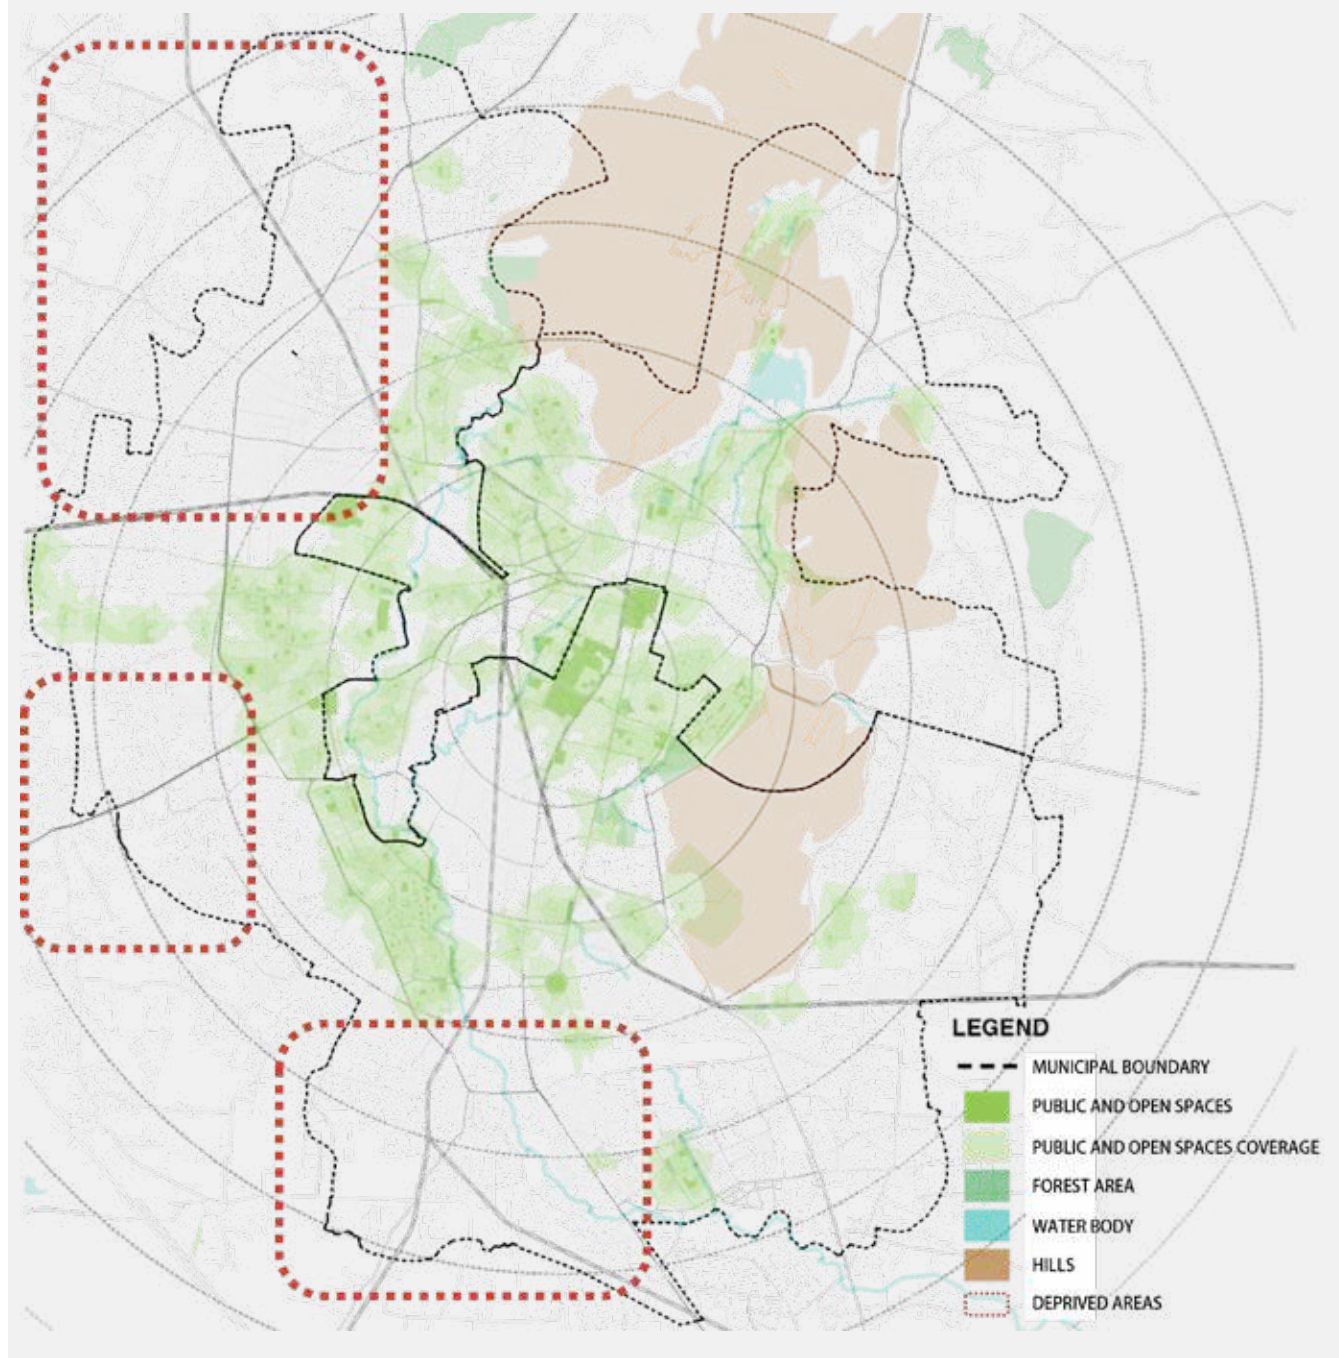 LEGEND
MUNICIPAL BOUNDARY
PUBLIC AND OPEN SPACES
PUBLIC AND OPEN SPACES COVERAGE
FOREST AREA
WATER BODY
HILLS
DEPRIVED AREAS